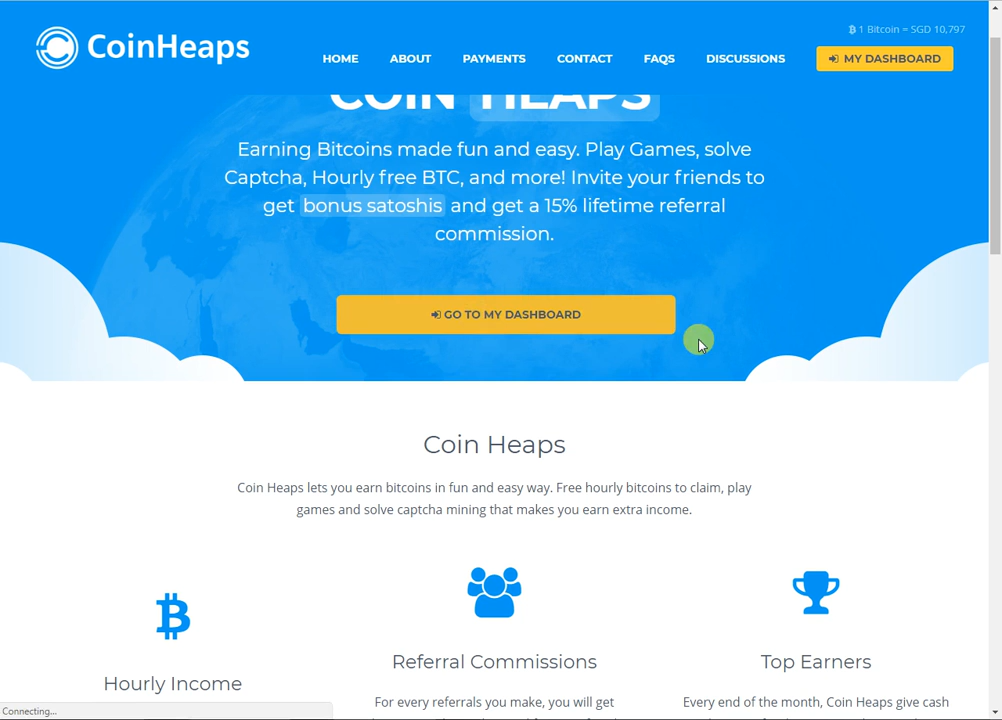 CoinHeaps
1 Bitcoin = SGD 10,797
HOME ABOUT PAYMENTS CONTACT FAQS DISCUSSIONS MY DASHBOARD
COIN HEAPS
Earning Bitcoins made fun and easy. Play Games, solve
Captcha, Hourly free BTC, and more! Invite your friends to
get bonus satoshis and get a 15% lifetime referral
commission.
GO TO MY DASHBOARD
Coin Heaps
Coin Heaps lets you earn bitcoins in fun and easy way. Free hourly bitcoins to claim, play
games and solve captcha mining that makes you earn extra income.
Hourly Income
Referral Commissions
For every referrals you make, you will get
Top Earners
Every end of the month, Coin Heaps give cash
Connecting...